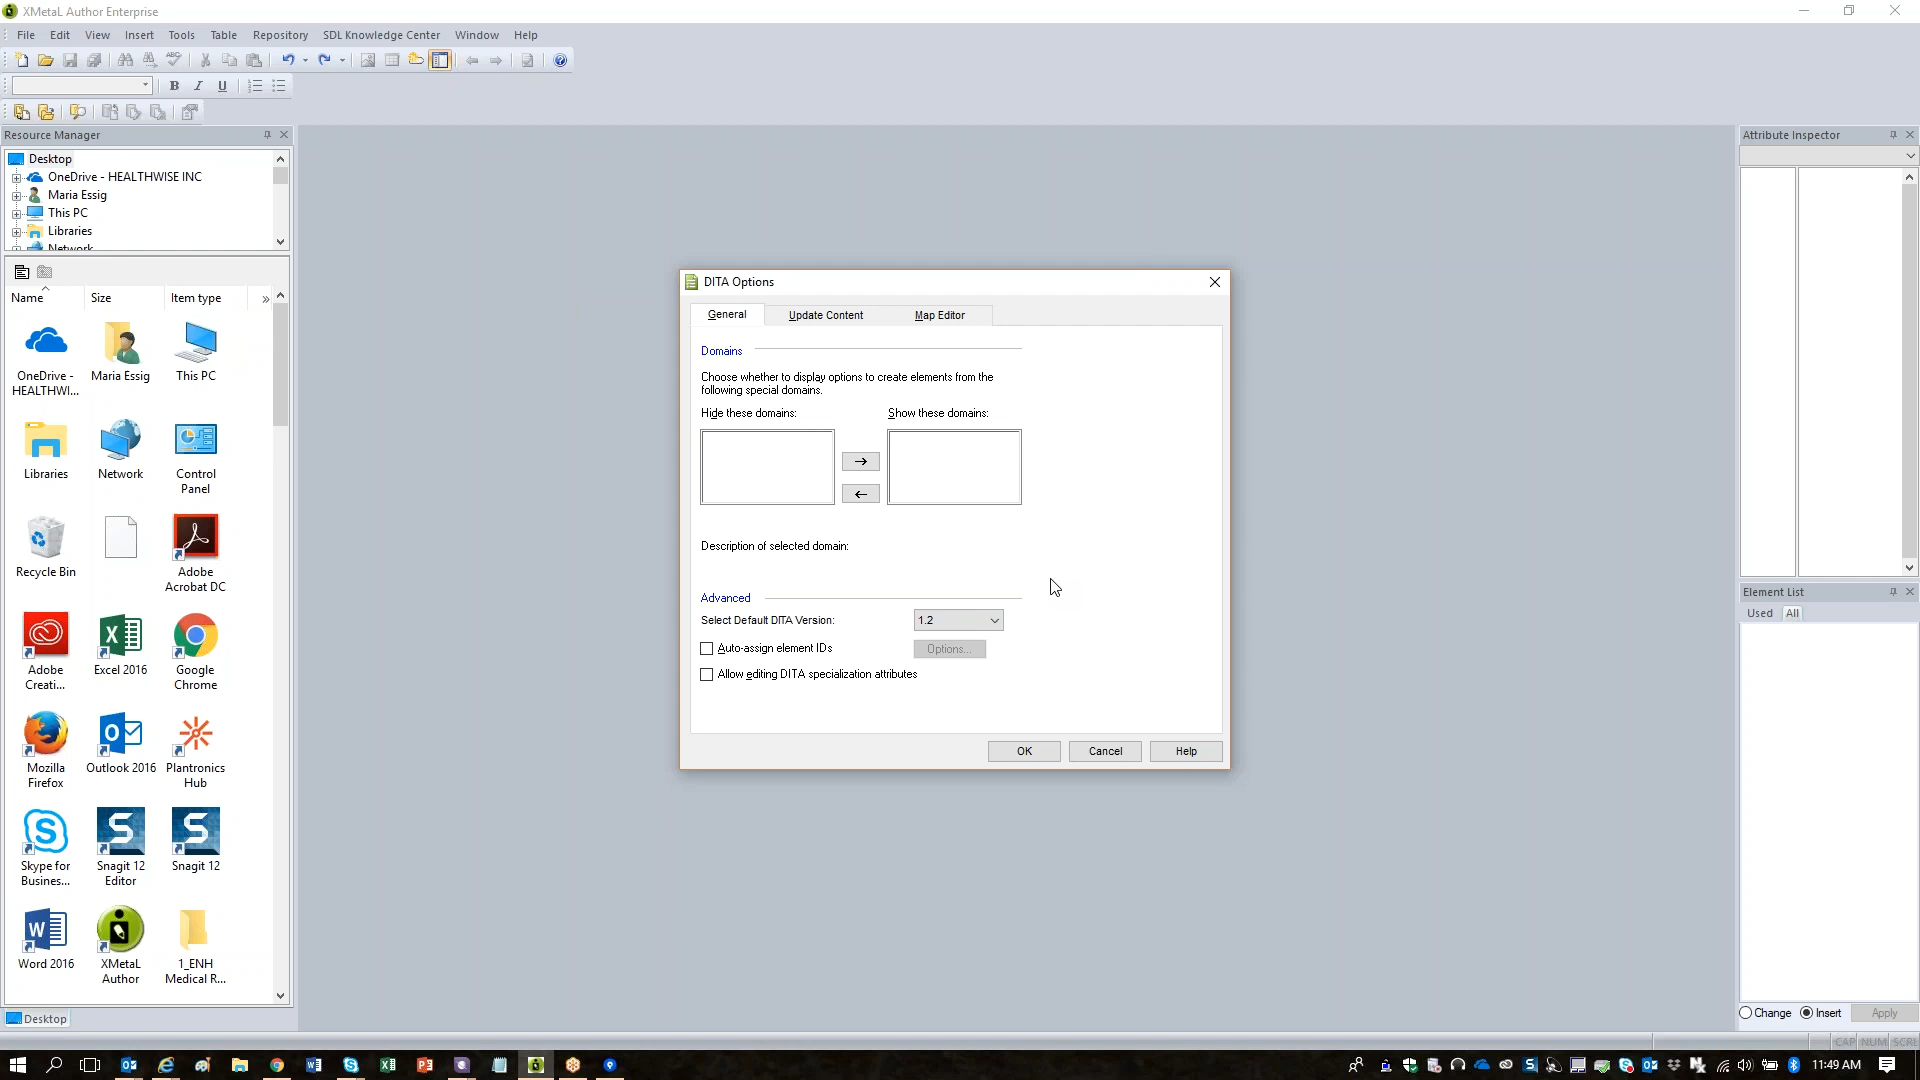 XMetaL Author Enterprise
File Edit View Insert Tools Table Repository SDL Knowledge Center Window Help
B I U
Resource Manager
Desktop
OneDrive - HEALTHWISE INC
Maria Essig
This PC
Libraries
Network
Name Size Item type »
OneDrive - HEALTHWI...
Maria Essig
This PC
Libraries
Network
Control Panel
Recycle Bin
Adobe Acrobat DC
Adobe Creati...
Excel 2016
Google Chrome
Mozilla Firefox
Outlook 2016
Plantronics Hub
Skype for Busines...
Snagit 12 Editor
Snagit 12
Word 2016
XMetaL Author
1_ENH Medical R...
Desktop
DITA Options
General Update Content Map Editor
Domains
Choose whether to display options to create elements from the
following special domains.
Hide these domains: Show these domains:
Description of selected domain:
Advanced
Select Default DITA Version: 1.2
Auto-assign element IDs Options...
Allow editing DITA specialization attributes
OK Cancel Help
Attribute Inspector
Element List
Used All
Change Insert Apply
CAP NUM SCRL
11:49 AM